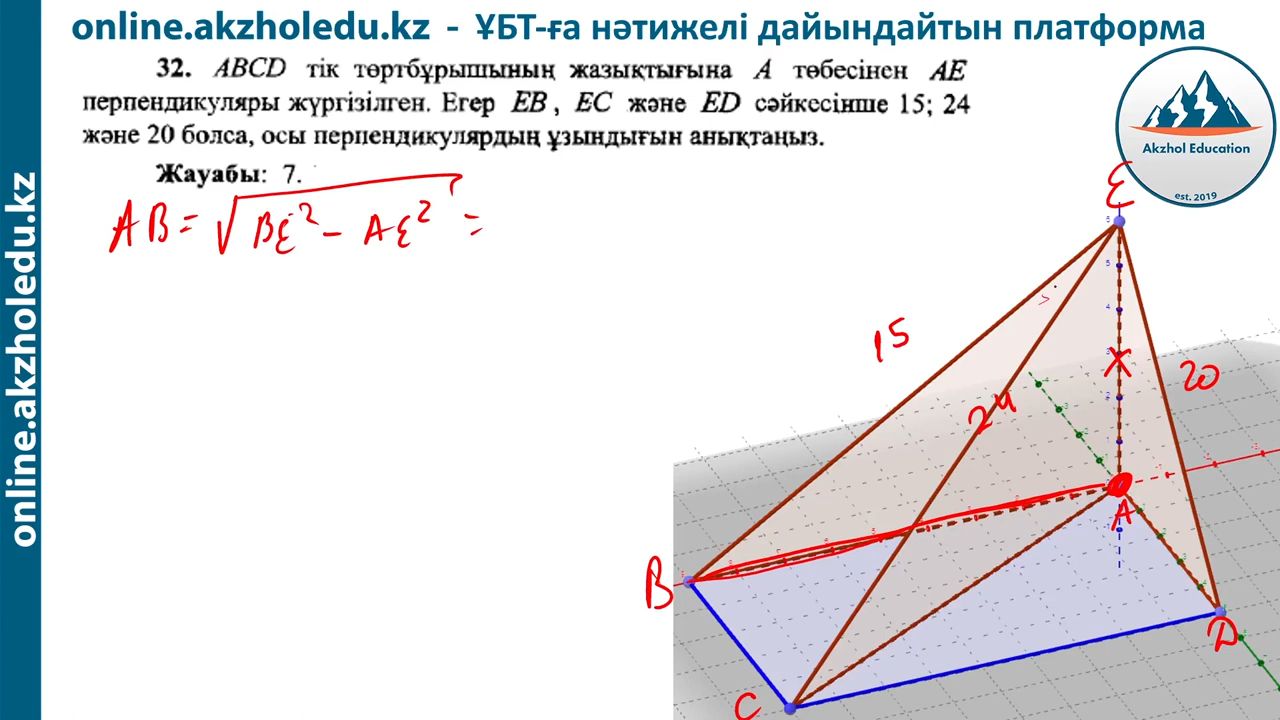 online.akzholedu.kz - ҰБТ-ға нәтижелі дайындайтын платформа
32. ABCD тік төртбұрышының жазықтығына A төбесінен AE
перпендикуляры жүргізілген. Егер EB, EC және ED сәйкесінше 15; 24
және 20 болса, осы перпендикулярдың ұзындығын анықтаңыз.
Жауабы: 7.
AB = √BE² - AE² =
Akzhol Education
est. 2019
online.akzholedu.kz
E
15
24
X
20
A
B
D
C